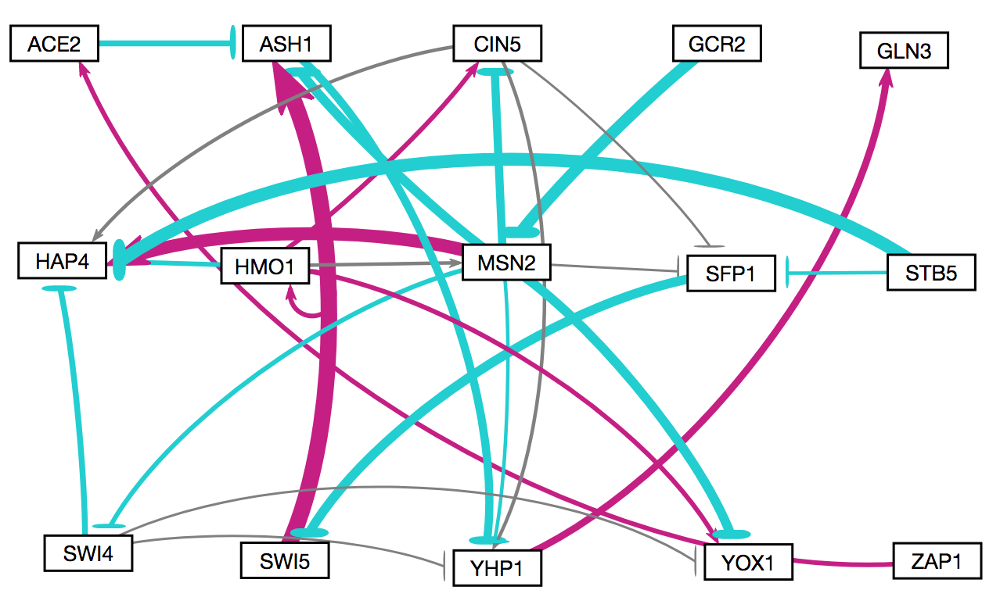 ACE2
ASH1
CIN5
GCR2
GLN3
HAP4
HMO1
MSN2
SFP1
STB5
SWI4
SWI5
YHP1
YOX1
ZAP1